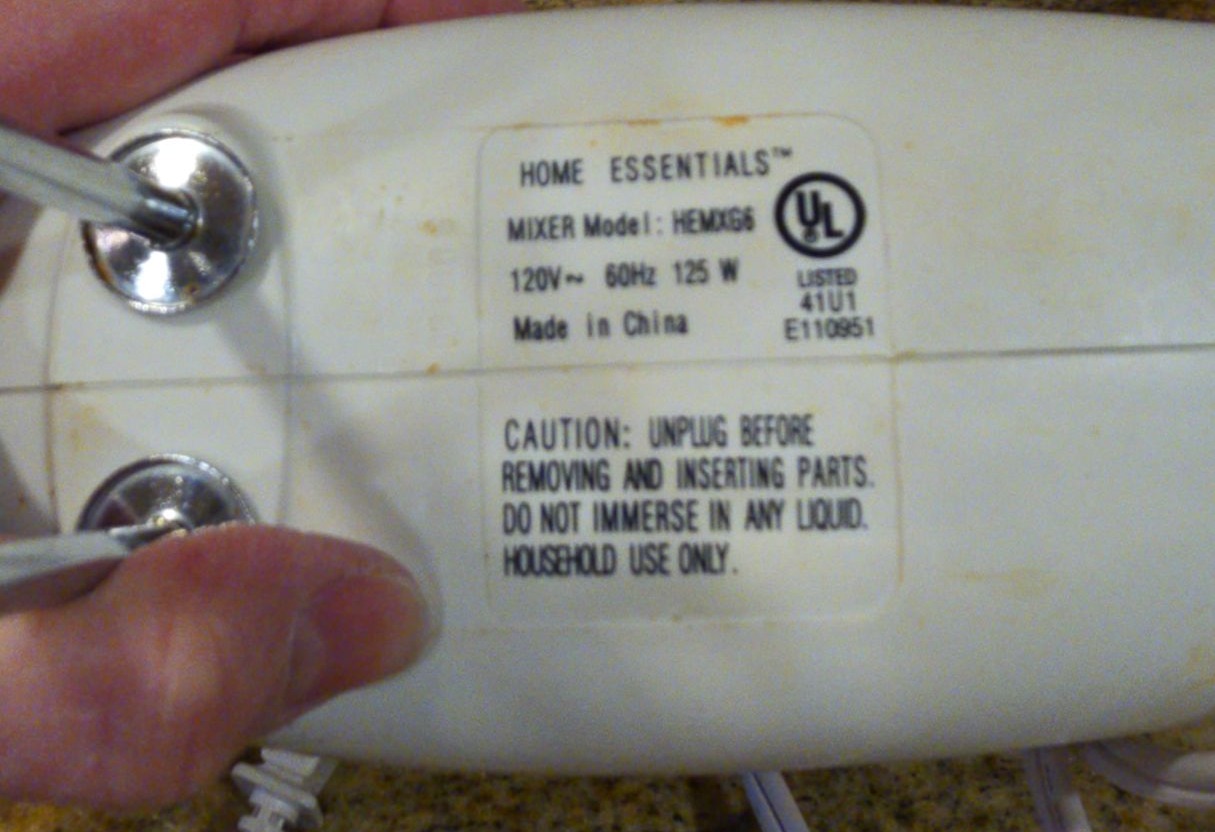 HOME ESSENTIALS™
MIXER Model: HEMXG6
120V~ 60Hz 125 W
Made in China
UL
®
LISTED
41U1
E110951
CAUTION: UNPLUG BEFORE
REMOVING AND INSERTING PARTS.
DO NOT IMMERSE IN ANY LIQUID.
HOUSEHOLD USE ONLY.